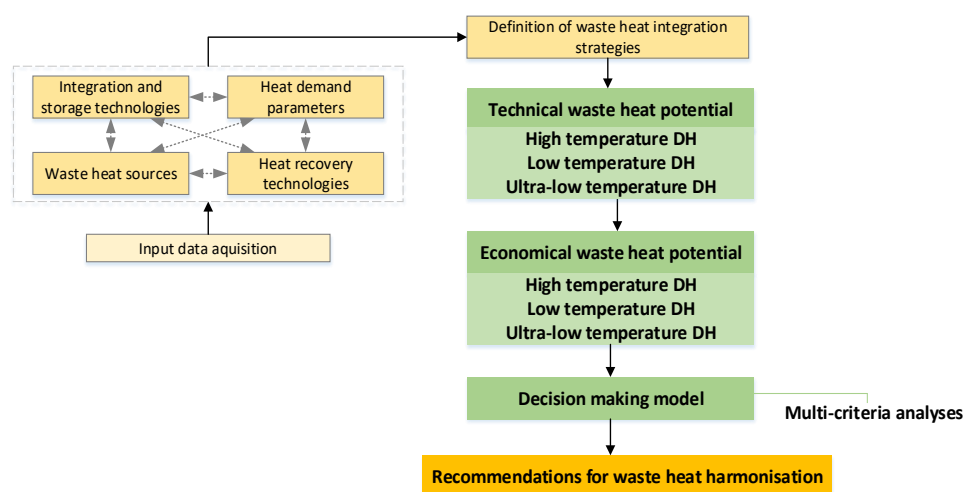 Definition of waste heat integration
strategies
Integration and
storage technologies
Heat demand
parameters
Waste heat sources
Heat recovery
technologies
Input data aquisition
Technical waste heat potential
High temperature DH
Low temperature DH
Ultra-low temperature DH
Economical waste heat potential
High temperature DH
Low temperature DH
Ultra-low temperature DH
Decision making model
Multi-criteria analyses
Recommendations for waste heat harmonisation